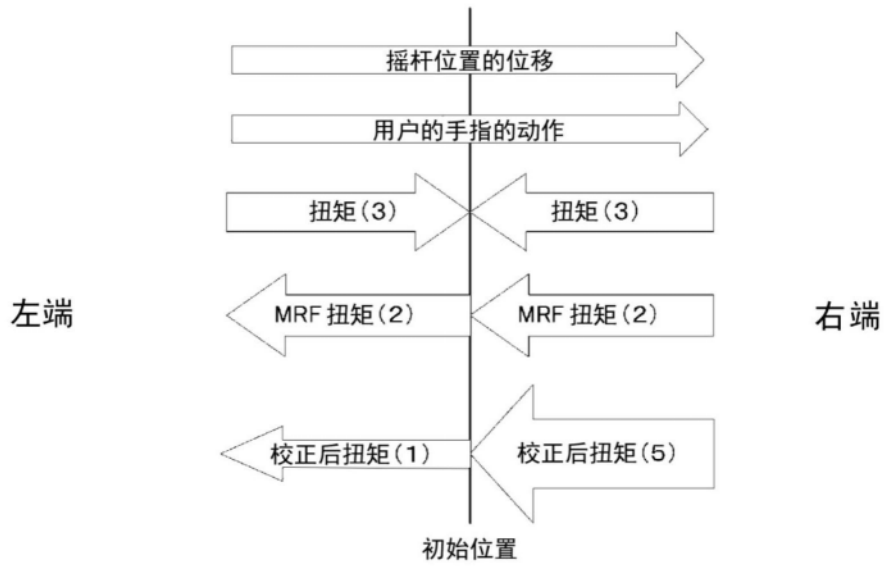 摇杆位置的位移
用户的手指的动作
扭矩(3) 扭矩(3)
左端 MRF 扭矩(2) MRF 扭矩(2) 右端
校正后扭矩(1) 校正后扭矩(5)
初始位置